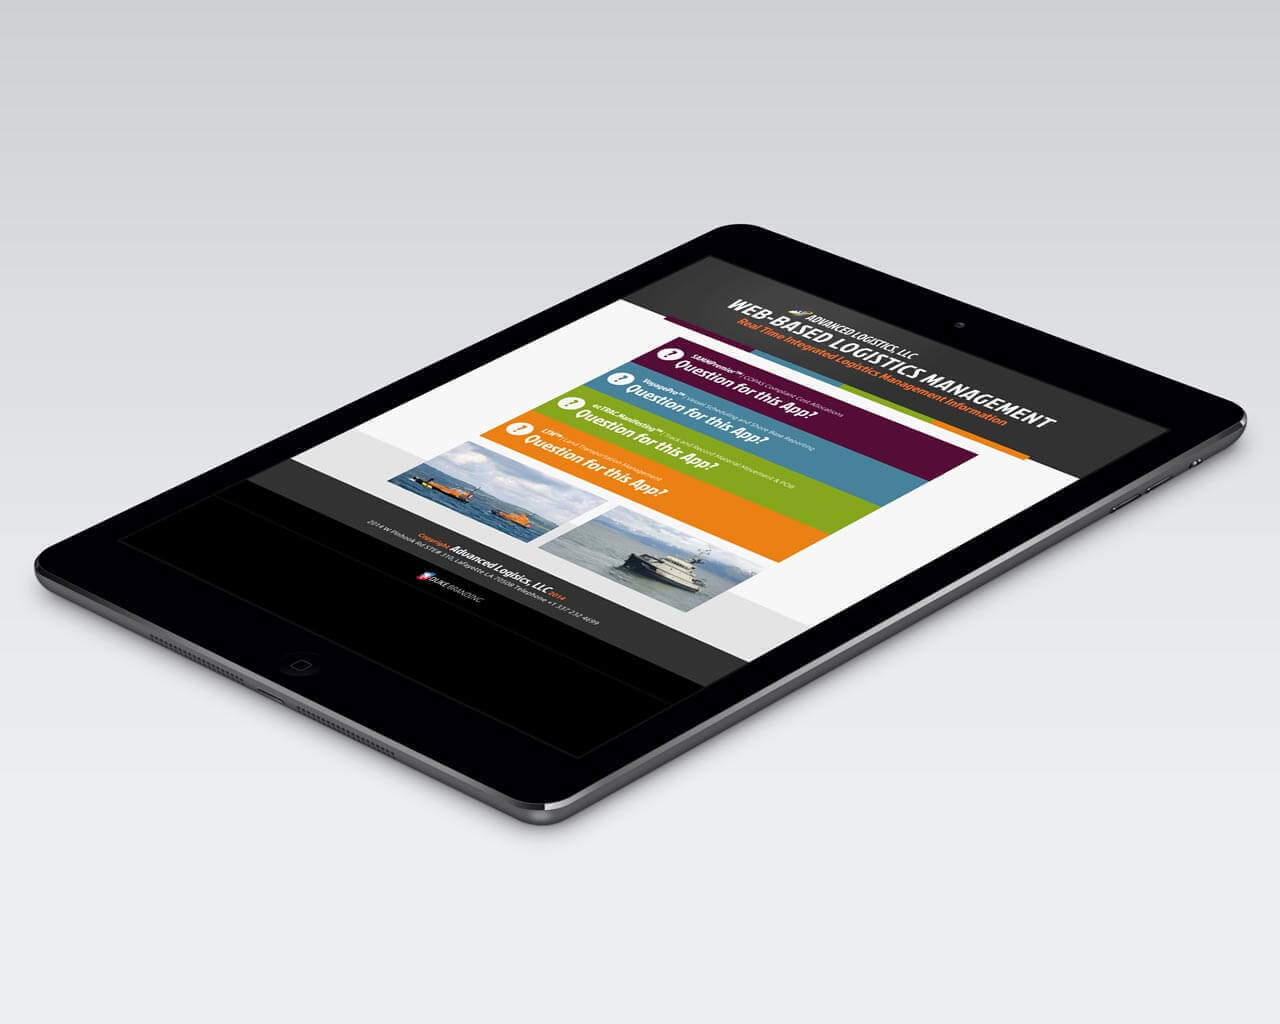 ADVANCED LOGISTICS, LLC
WEB-BASED LOGISTICS MANAGEMENT
Real Time Integrated Logistics Management Information
SAMMPremier™ | COPAS Compliant Cost Allocations
Question for this App?
VoyagePro™ | Vessel Scheduling and Shore Base Reporting
Question for this App?
ezTRAC Manifesting™ | Track and Record Material Movement & POB
Question for this App?
LTM™ | Land Transportation Management
Question for this App?
Copyright Advanced Logisics, LLC 2014
2014 W Pinhook Rd STE# 310, Lafayette LA 70508 Telephone +1 337 232 4699
DUKE BRANDING